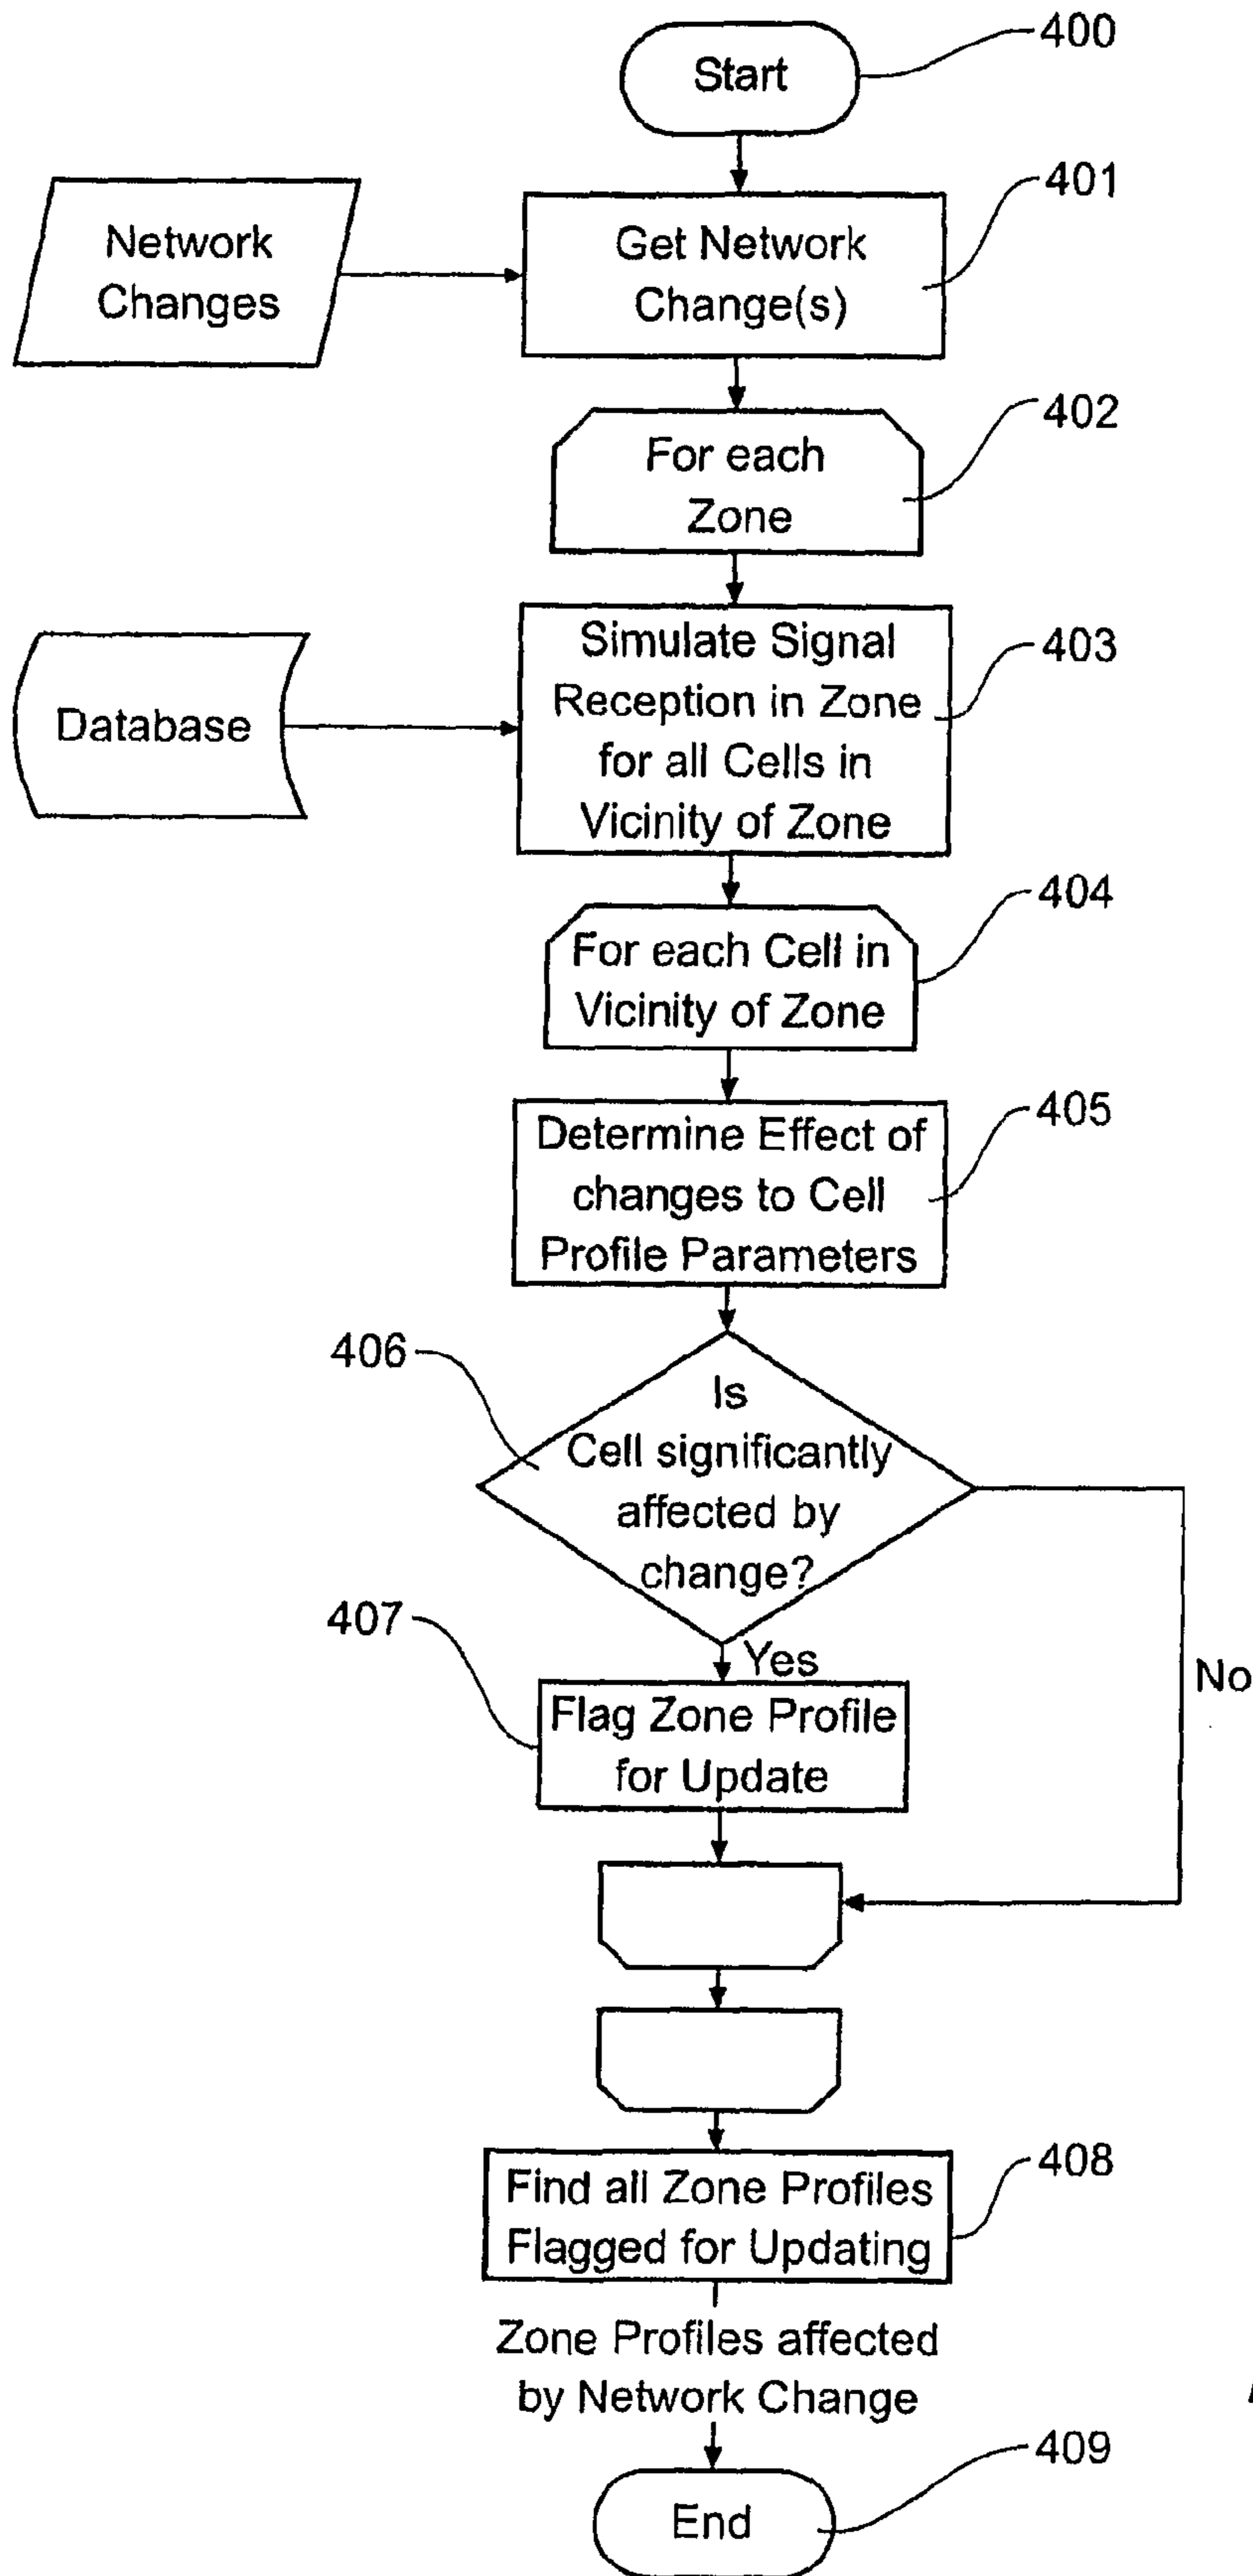 400
Start
401
Network
Changes
Get Network
Change(s)
402
For each
Zone
403
Database
Simulate Signal
Reception in Zone
for all Cells in
Vicinity of Zone
404
For each Cell in
Vicinity of Zone
405
Determine Effect of
changes to Cell
Profile Parameters
406
Is
Cell significantly
affected by
change?
407
Yes
No
Flag Zone Profile
for Update
408
Find all Zone Profiles
Flagged for Updating
Zone Profiles affected
by Network Change
409
End